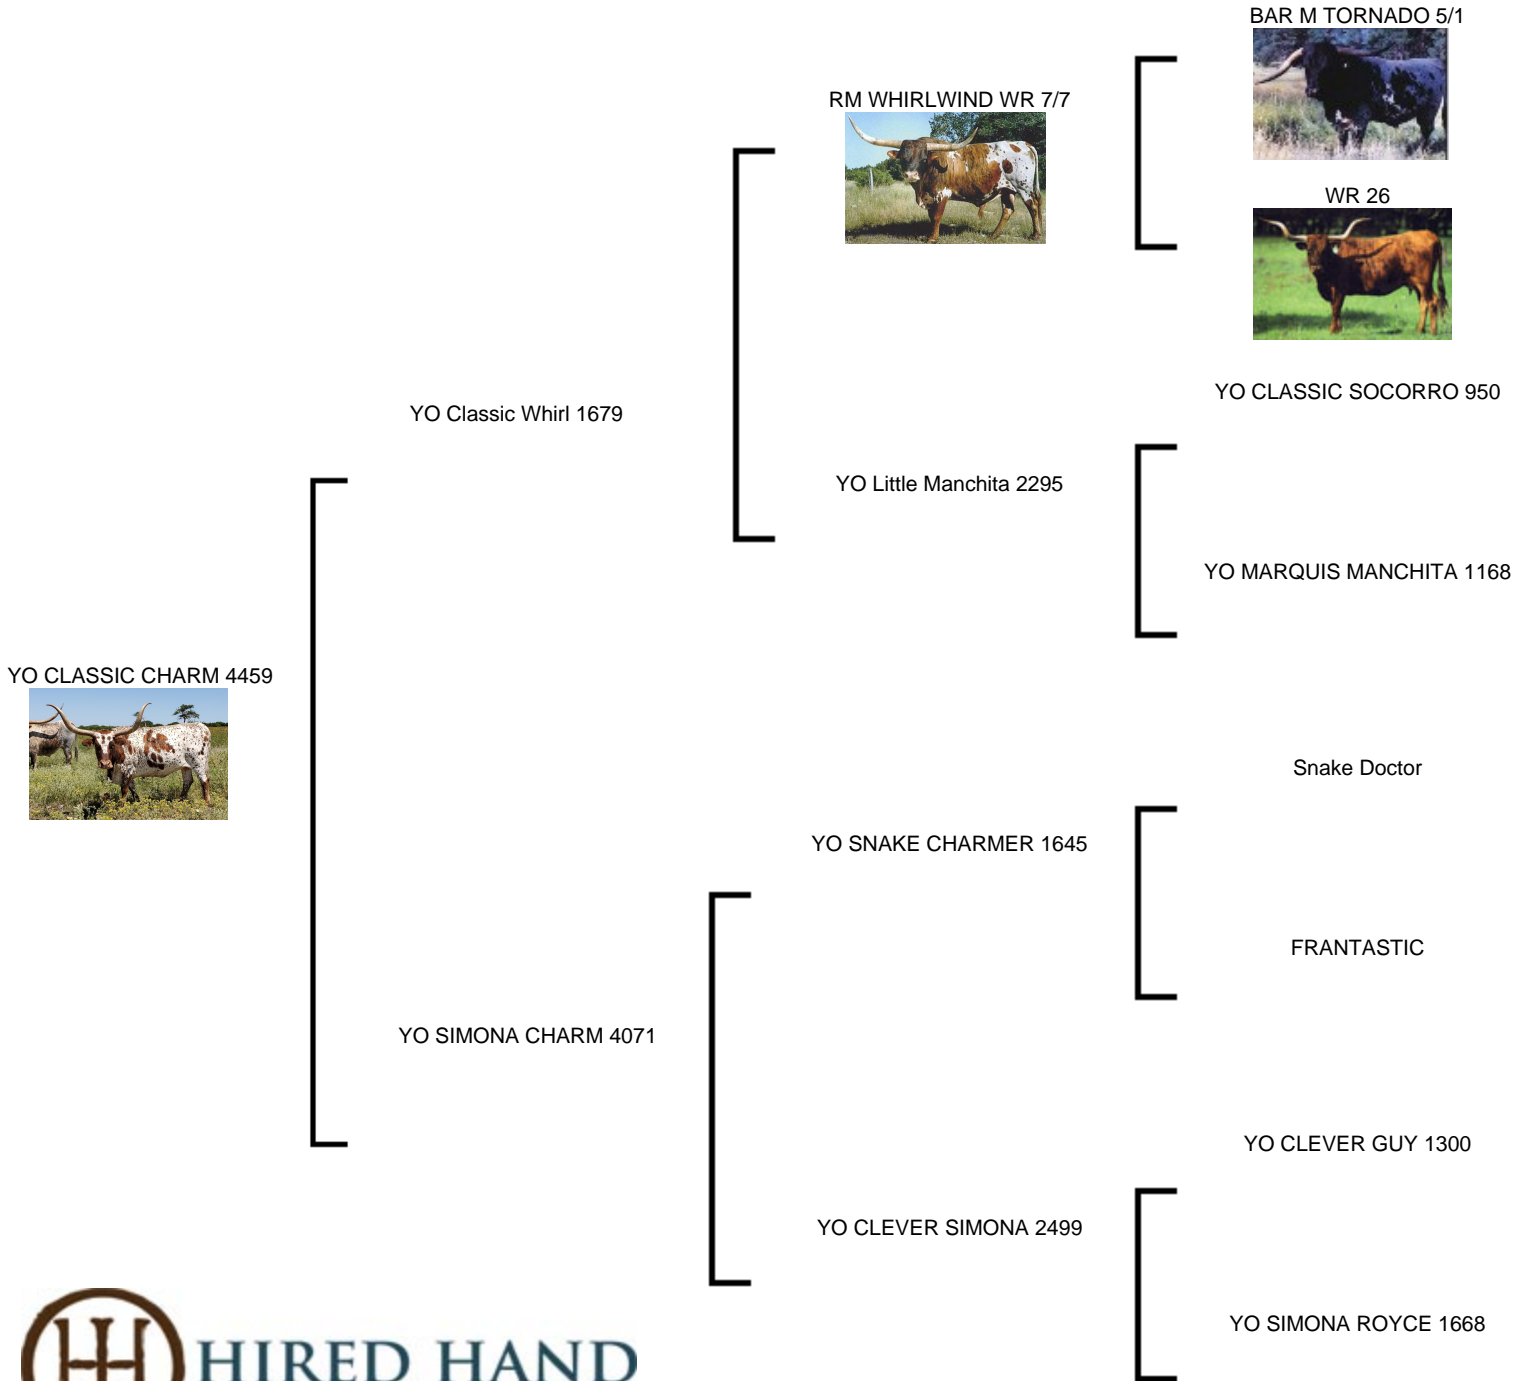 BAR M TORNADO 5/1
RM WHIRLWIND WR 7/7
WR 26
YO CLASSIC SOCORRO 950
YO Classic Whirl 1679
YO Little Manchita 2295
YO MARQUIS MANCHITA 1168
YO CLASSIC CHARM 4459
Snake Doctor
YO SNAKE CHARMER 1645
FRANTASTIC
YO SIMONA CHARM 4071
YO CLEVER GUY 1300
YO CLEVER SIMONA 2499
YO SIMONA ROYCE 1668
HIRED HAND